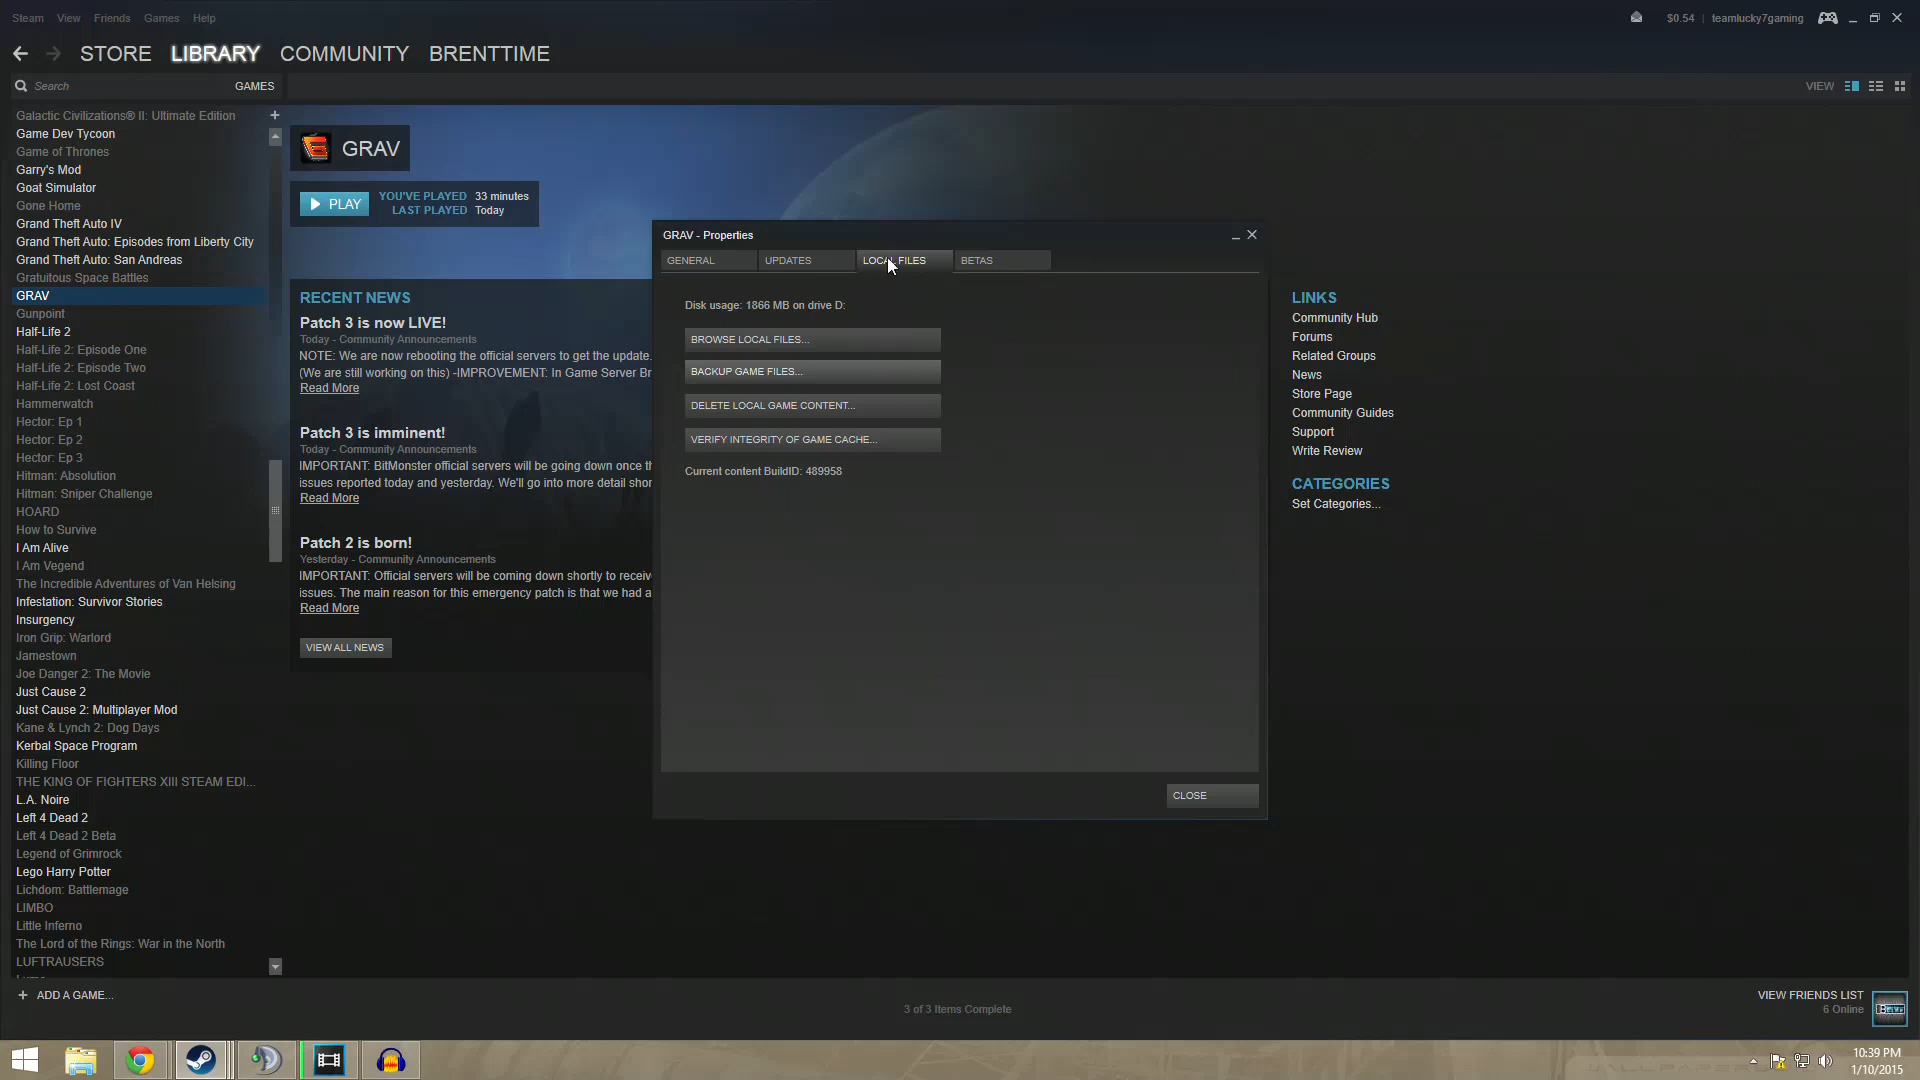 Steam View Friends Games Help
$0.54 teamlucky7gaming
STORE LIBRARY COMMUNITY BRENTTIME
Search GAMES
VIEW
Galactic Civilizations® II: Ultimate Edition
Game Dev Tycoon
Game of Thrones
Garry's Mod
Goat Simulator
Gone Home
Grand Theft Auto IV
Grand Theft Auto: Episodes from Liberty City
Grand Theft Auto: San Andreas
Gratuitous Space Battles
GRAV
Gunpoint
Half-Life 2
Half-Life 2: Episode One
Half-Life 2: Episode Two
Half-Life 2: Lost Coast
Hammerwatch
Hector: Ep 1
Hector: Ep 2
Hector: Ep 3
Hitman: Absolution
Hitman: Sniper Challenge
HOARD
How to Survive
I Am Alive
I Am Vegend
The Incredible Adventures of Van Helsing
Infestation: Survivor Stories
Insurgency
Iron Grip: Warlord
Jamestown
Joe Danger 2: The Movie
Just Cause 2
Just Cause 2: Multiplayer Mod
Kane & Lynch 2: Dog Days
Kerbal Space Program
Killing Floor
THE KING OF FIGHTERS XIII STEAM EDI...
L.A. Noire
Left 4 Dead 2
Left 4 Dead 2 Beta
Legend of Grimrock
Lego Harry Potter
Lichdom: Battlemage
LIMBO
Little Inferno
The Lord of the Rings: War in the North
LUFTRAUSERS
GRAV
PLAY
YOU'VE PLAYED 33 minutes
LAST PLAYED Today
RECENT NEWS
Patch 3 is now LIVE!
Today - Community Announcements
NOTE: We are now rebooting the official servers to get the update.
(We are still working on this) -IMPROVEMENT: In Game Server Br
Read More
Patch 3 is imminent!
Today - Community Announcements
IMPORTANT: BitMonster official servers will be going down once th
issues reported today and yesterday. We'll go into more detail shor
Read More
Patch 2 is born!
Yesterday - Community Announcements
IMPORTANT: Official servers will be coming down shortly to receiv
issues. The main reason for this emergency patch is that we had a
Read More
VIEW ALL NEWS
GRAV - Properties
GENERAL UPDATES LOCAL FILES BETAS
Disk usage: 1866 MB on drive D:
BROWSE LOCAL FILES...
BACKUP GAME FILES...
DELETE LOCAL GAME CONTENT...
VERIFY INTEGRITY OF GAME CACHE...
Current content BuildID: 489958
CLOSE
LINKS
Community Hub
Forums
Related Groups
News
Store Page
Community Guides
Support
Write Review
CATEGORIES
Set Categories...
ADD A GAME...
3 of 3 Items Complete
VIEW FRIENDS LIST
6 Online
10:39 PM
1/10/2015